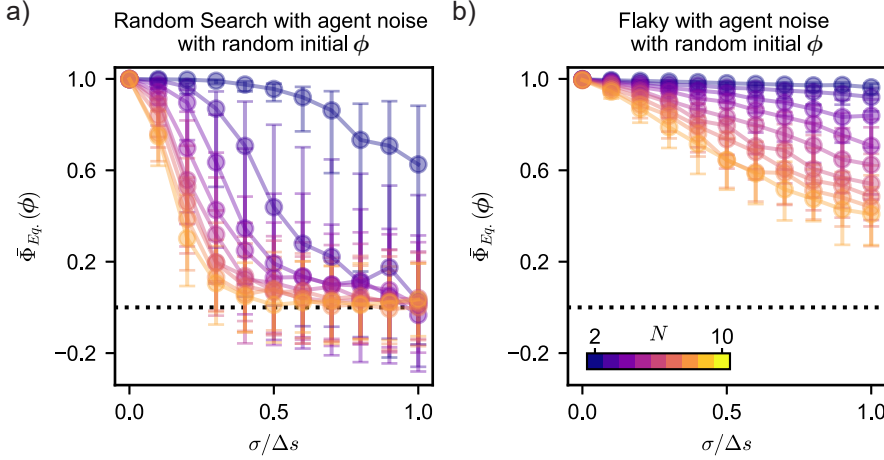 a)
Random Search with agent noise
with random initial ϕ
1.0
0.6
0.2
−0.2
Φ̄_Eq.(ϕ)
0.0
0.5
1.0
σ/Δs
b)
Flaky with agent noise
with random initial ϕ
1.0
0.6
0.2
−0.2
Φ̄_Eq.(ϕ)
2
N
10
0.0
0.5
1.0
σ/Δs